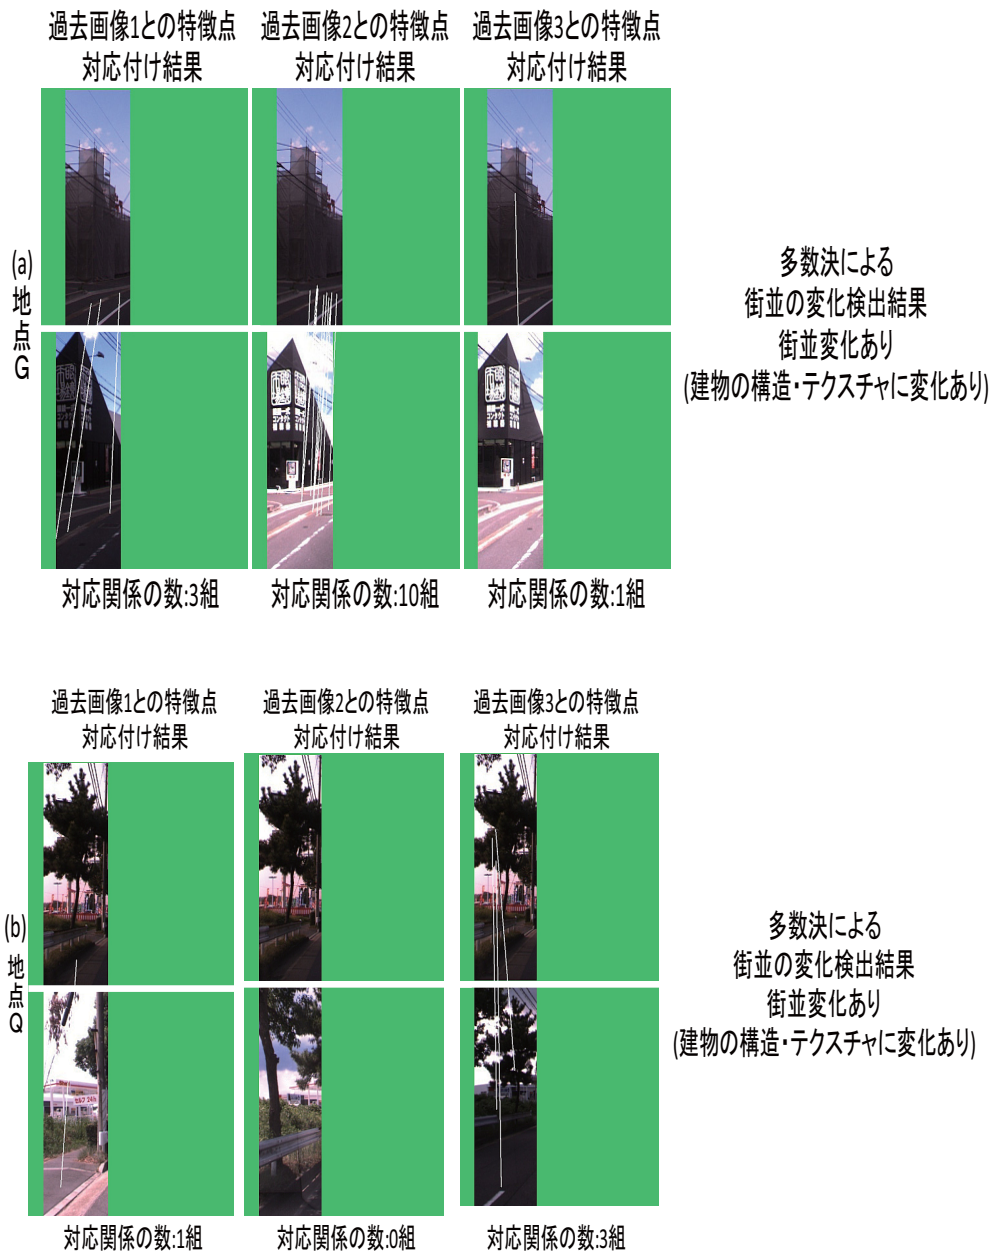 過去画像1との特徴点
対応付け結果
過去画像2との特徴点
対応付け結果
過去画像3との特徴点
対応付け結果
(a)
地点G
対応関係の数:3組
対応関係の数:10組
対応関係の数:1組
多数決による
街並の変化検出結果
街並変化あり
(建物の構造・テクスチャに変化あり)
過去画像1との特徴点
対応付け結果
過去画像2との特徴点
対応付け結果
過去画像3との特徴点
対応付け結果
(b)
地点Q
セルフ 24h
対応関係の数:1組
対応関係の数:0組
対応関係の数:3組
多数決による
街並の変化検出結果
街並変化あり
(建物の構造・テクスチャに変化あり)